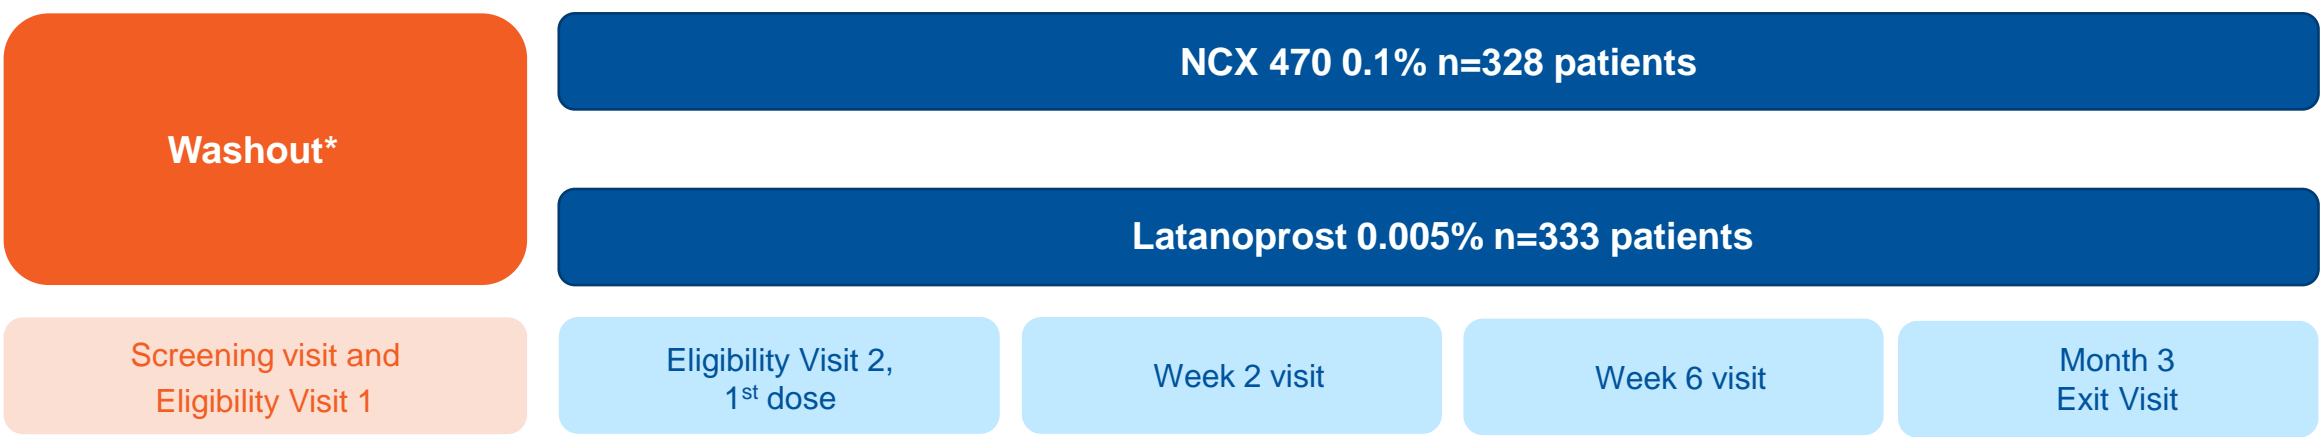 Washout*
NCX 470 0.1% n=328 patients
Latanoprost 0.005% n=333 patients
Screening visit and
Eligibility Visit 1
Eligibility Visit 2,
1st dose
Week 2 visit
Week 6 visit
Month 3
Exit Visit